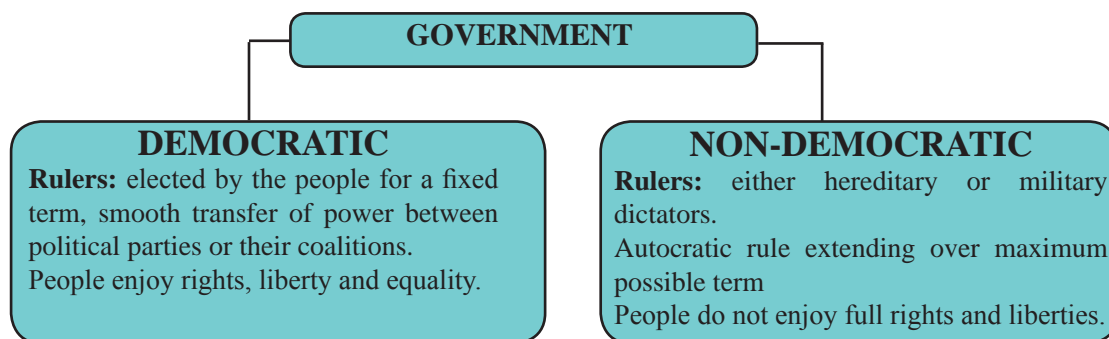 GOVERNMENT
DEMOCRATIC
Rulers: elected by the people for a fixed
term, smooth transfer of power between
political parties or their coalitions.
People enjoy rights, liberty and equality.
NON-DEMOCRATIC
Rulers: either hereditary or military
dictators.
Autocratic rule extending over maximum
possible term
People do not enjoy full rights and liberties.